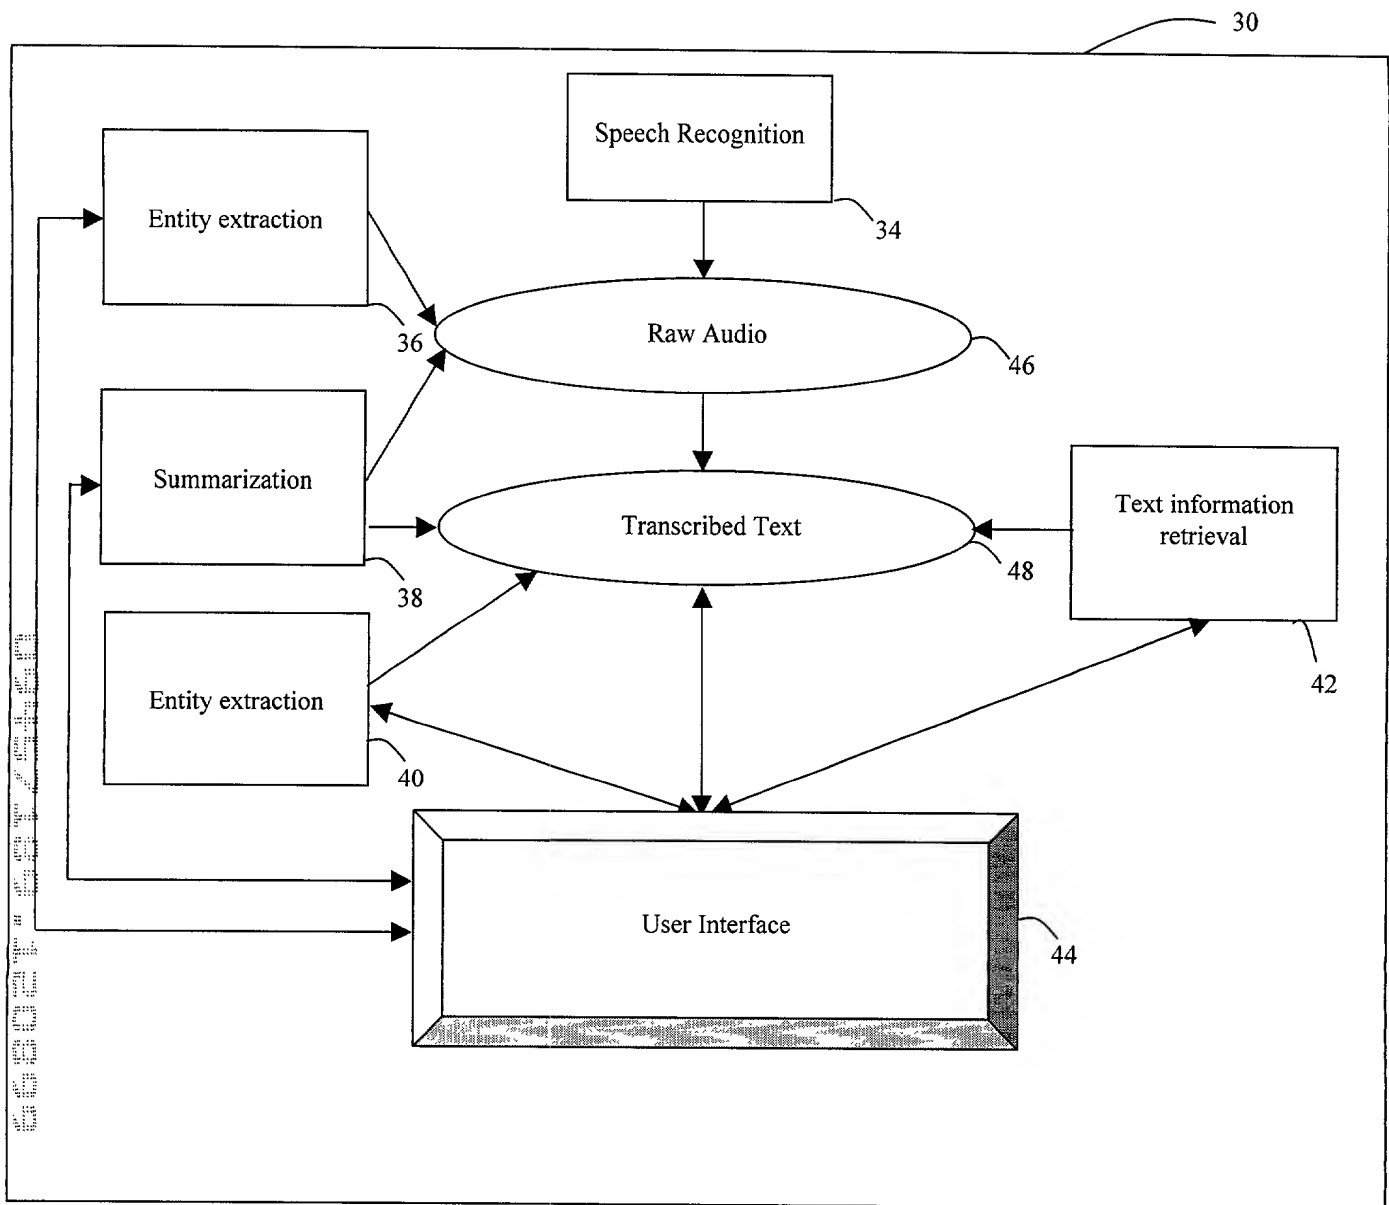 30
Speech Recognition
34
Entity extraction
36
Raw Audio
46
Summarization
38
Transcribed Text
48
Text information
retrieval
42
Entity extraction
40
User Interface
44